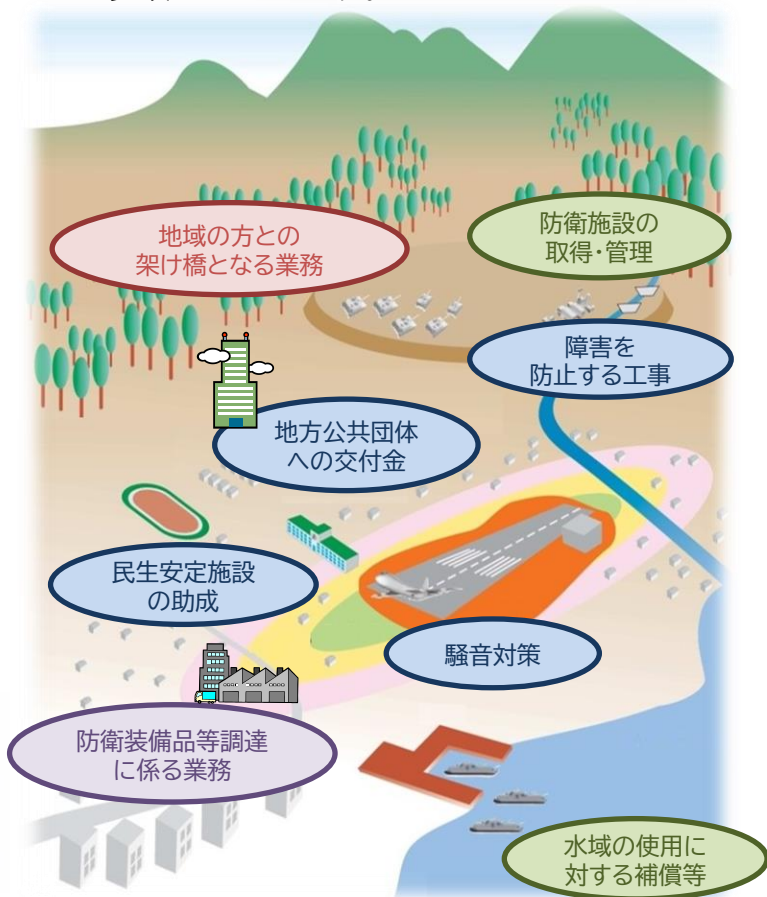 地域の方との
架け橋となる業務
防衛施設の
取得・管理
障害を
防止する工事
地方公共団体
への交付金
民生安定施設
の助成
騒音対策
防衛装備品等調達
に係る業務
水域の使用に
対する補償等